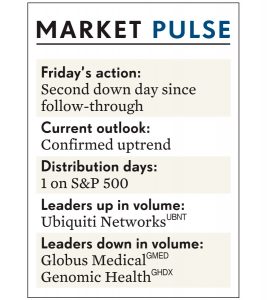 MARKET PULSE
Friday's action:
Second down day since
follow-through
Current outlook:
Confirmed uptrend
Distribution days:
1 on S&P 500
Leaders up in volume:
Ubiquiti Networks UBNT
Leaders down in volume:
Globus Medical GMED
Genomic Health GHDX